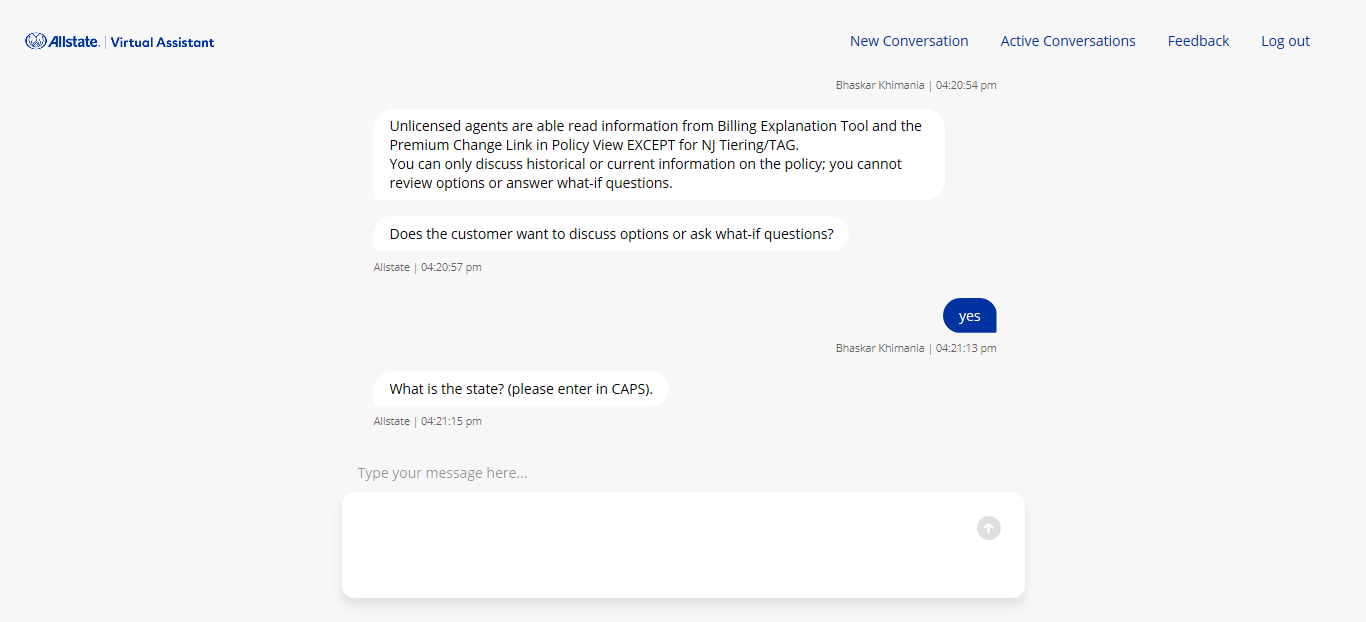 Allstate. | Virtual Assistant
New Conversation
Active Conversations
Feedback
Log out
Bhaskar Khimania | 04:20:54 pm
Unlicensed agents are able read information from Billing Explanation Tool and the
Premium Change Link in Policy View EXCEPT for NJ Tiering/TAG.
You can only discuss historical or current information on the policy; you cannot
review options or answer what-if questions.
Does the customer want to discuss options or ask what-if questions?
Allstate | 04:20:57 pm
yes
Bhaskar Khimania | 04:21:13 pm
What is the state? (please enter in CAPS).
Allstate | 04:21:15 pm
Type your message here...